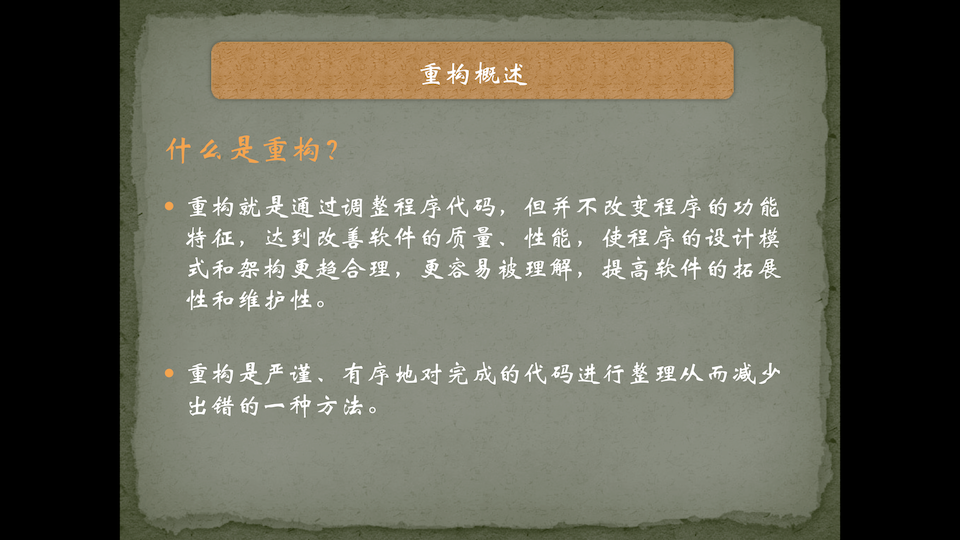 重构概述
什么是重构？
重构就是通过调整程序代码，但并不改变程序的功能
特征，达到改善软件的质量、性能，使程序的设计模
式和架构更趋合理，更容易被理解，提高软件的拓展
性和维护性。
重构是严谨、有序地对完成的代码进行整理从而减少
出错的一种方法。